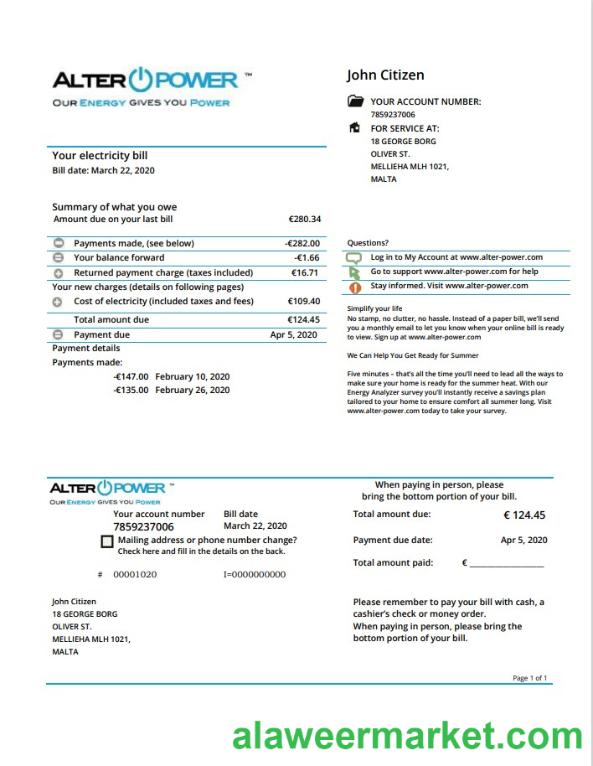 ALTER POWER ™
OUR ENERGY GIVES YOU POWER
Your electricity bill
Bill date: March 22, 2020
John Citizen
YOUR ACCOUNT NUMBER:
7859237006
FOR SERVICE AT:
18 GEORGE BORG
OLIVER ST.
MELLIEHA MLH 1021,
MALTA
Summary of what you owe
Amount due on your last bill €280.34
Payments made, (see below) -€282.00
Your balance forward -€1.66
Returned payment charge (taxes included) €16.71
Your new charges (details on following pages)
Cost of electricity (included taxes and fees) €109.40
Total amount due €124.45
Payment due Apr 5, 2020
Payment details
Payments made:
-€147.00 February 10, 2020
-€135.00 February 26, 2020
Questions?
Log in to My Account at www.alter-power.com
Go to support www.alter-power.com for help
Stay informed. Visit www.alter-power.com
Simplify your life
No stamp, no clutter, no hassle. Instead of a paper bill, we'll send
you a monthly email to let you know when your online bill is ready
to view. Sign up at www.alter-power.com
We Can Help You Get Ready for Summer
Five minutes – that's all the time you'll need to lead all the ways to
make sure your home is ready for the summer heat. With our
Energy Analyzer survey you'll instantly receive a savings plan
tailored to your home to ensure comfort all summer long. Visit
www.alter-power.com today to take your survey.
ALTER POWER ™
OUR ENERGY GIVES YOU POWER
Your account number Bill date
7859237006 March 22, 2020
Mailing address or phone number change?
Check here and fill in the details on the back.
# 00001020 I=0000000000
John Citizen
18 GEORGE BORG
OLIVER ST.
MELLIEHA MLH 1021,
MALTA
When paying in person, please
bring the bottom portion of your bill.
Total amount due: € 124.45
Payment due date: Apr 5, 2020
Total amount paid: € ________________
Please remember to pay your bill with cash, a
cashier's check or money order.
When paying in person, please bring the
bottom portion of your bill.
Page 1 of 1
alaweermarket.com